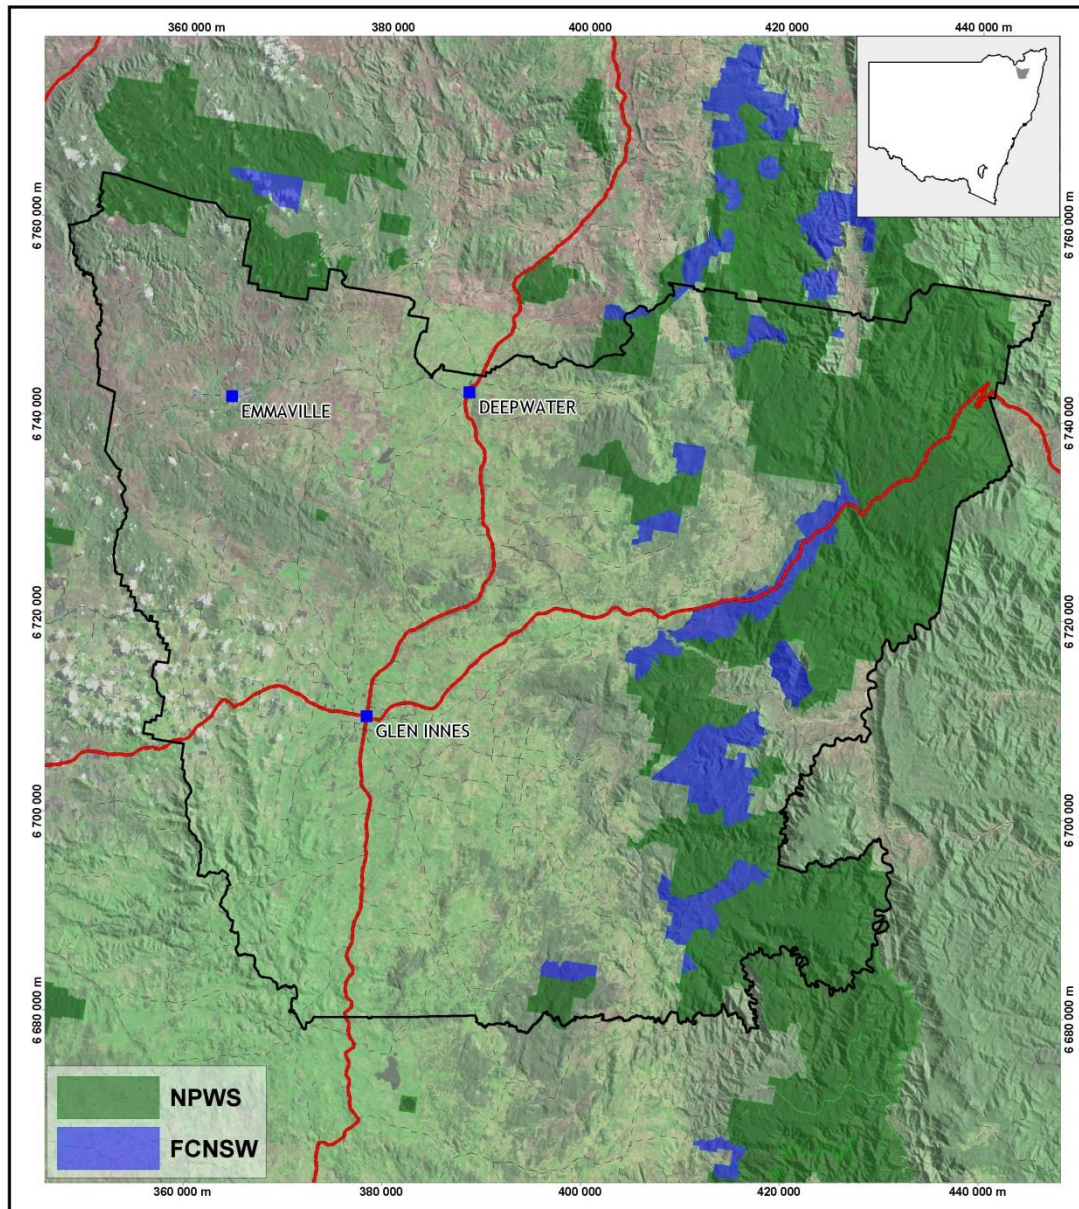 360 000 m
380 000
400 000
420 000
440 000 m
6 760 000 m
6 760 000 m
6 740 000
6 740 000
EMMAVILLE
DEEPWATER
6 720 000
6 720 000
GLEN INNES
6 700 000
6 700 000
6 680 000 m
6 680 000 m
NPWS
FCNSW
360 000 m
380 000
400 000
420 000
440 000 m